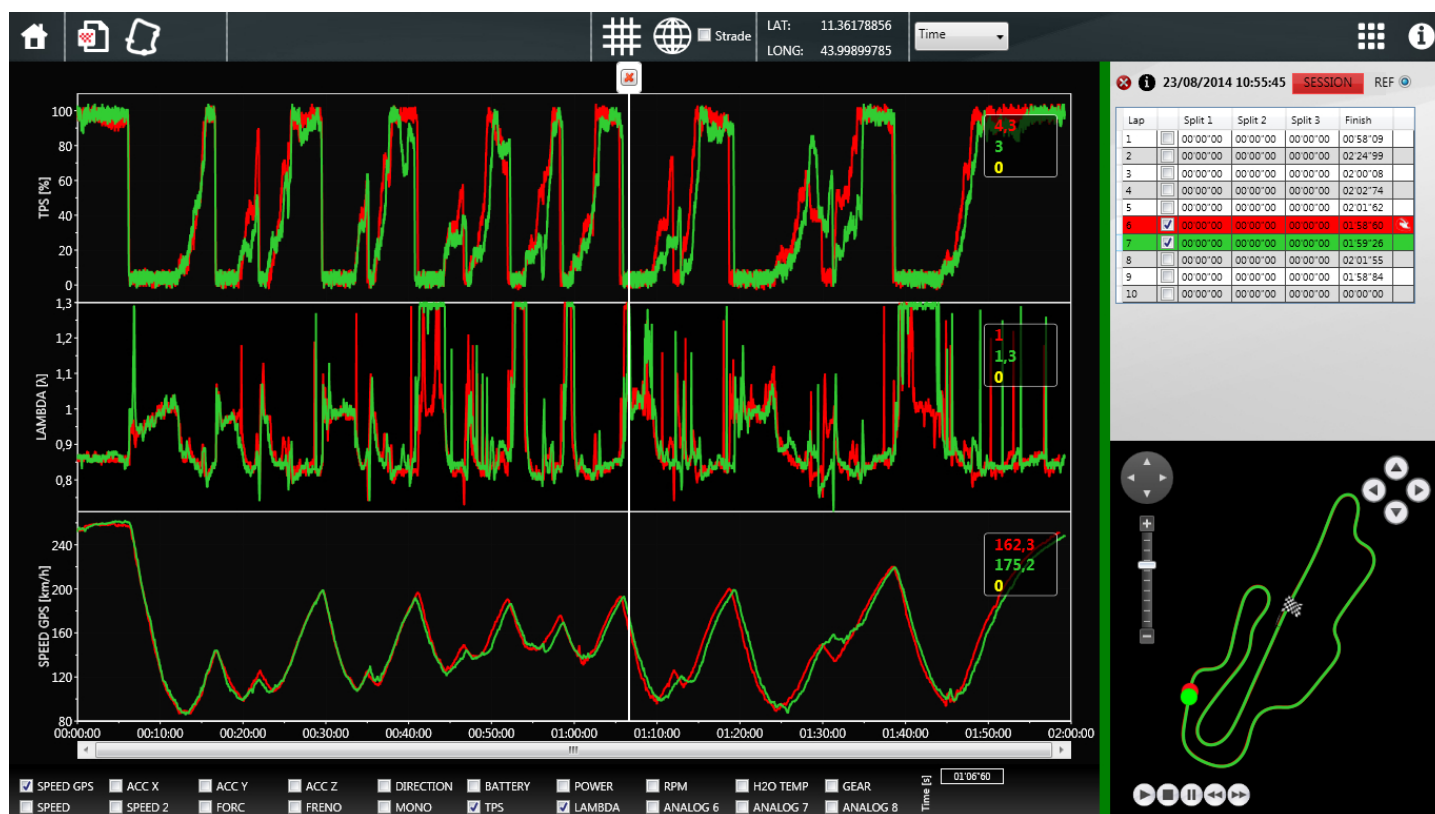 LAT: 11.36178856
Strade
Time
LONG: 43.99899785
23/08/2014 10:55:45 SESSION REF
Lap Split 1 Split 2 Split 3 Finish
1 00'00"00 00'00"00 00'00"00 00'58"09
2 00'00"00 00'00"00 00'00"00 02'24"99
3 00'00"00 00'00"00 00'00"00 02'00"08
4 00'00"00 00'00"00 00'00"00 02'02"74
5 00'00"00 00'00"00 00'00"00 02'01"62
6 00'00"00 00'00"00 00'00"00 01'58"60
7 00'00"00 00'00"00 00'00"00 01'59"26
8 00'00"00 00'00"00 00'00"00 02'01"55
9 00'00"00 00'00"00 00'00"00 01'58"84
10 00'00"00 00'00"00 00'00"00 00'00"00
TPS [%]
100
80
60
40
20
0
4,3
3
0
LAMBDA [λ]
1,3
1,2
1,1
1
0,9
0,8
1
1,3
0
SPEED GPS [km/h]
240
200
160
120
80
162,3
175,2
0
00:00:00 00:10:00 00:20:00 00:30:00 00:40:00 00:50:00 01:00:00 01:10:00 01:20:00 01:30:00 01:40:00 01:50:00 02:00:00
SPEED GPS ACC X ACC Y ACC Z DIRECTION BATTERY POWER RPM H2O TEMP GEAR
SPEED SPEED 2 FORC FRENO MONO TPS LAMBDA ANALOG 6 ANALOG 7 ANALOG 8
Time [s]
01'06"60